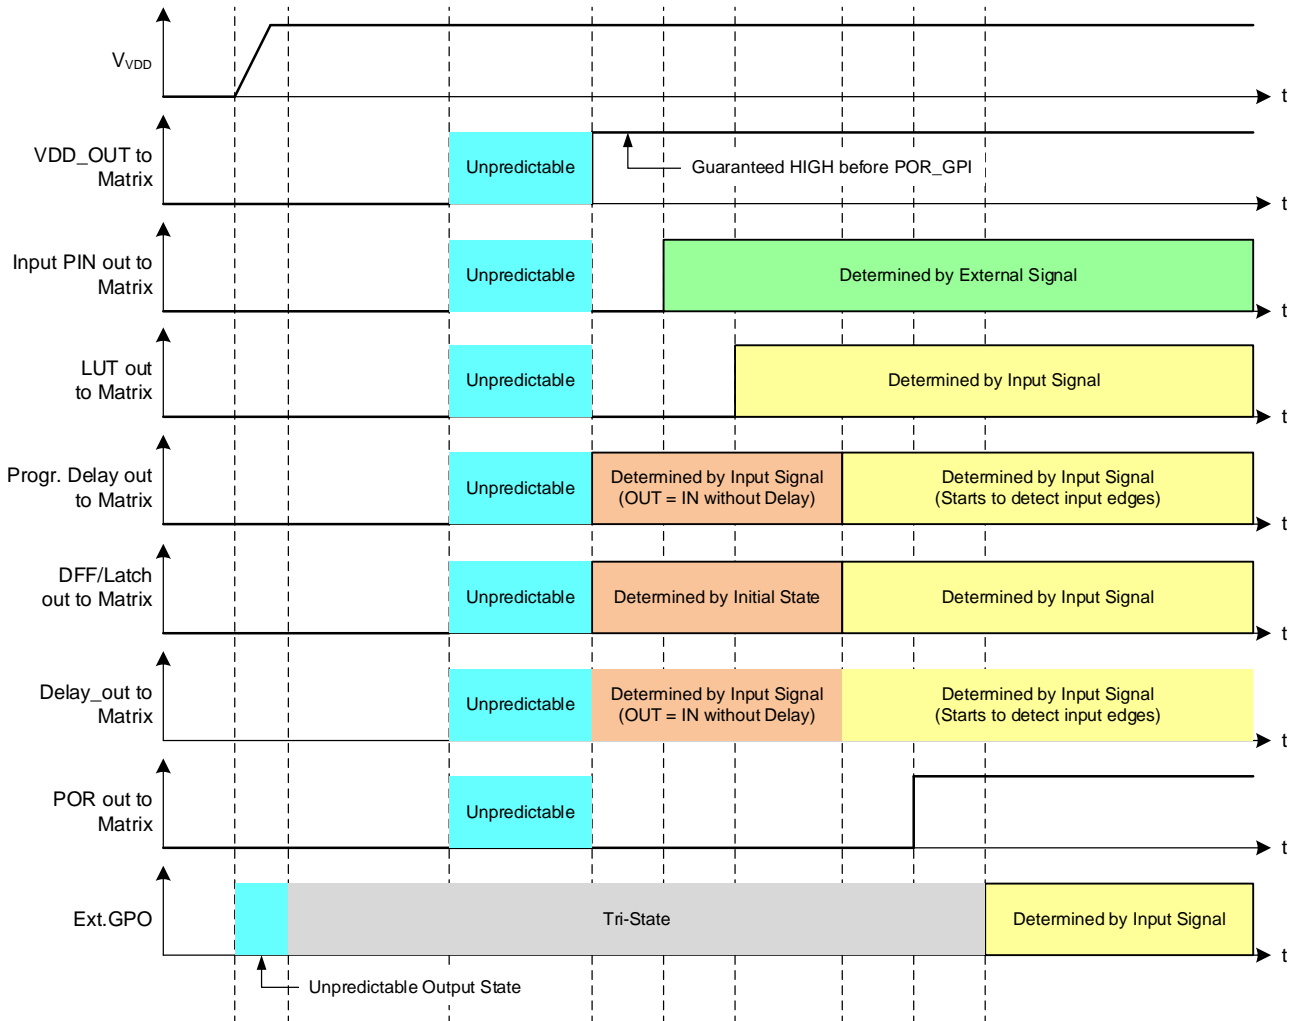 V_VDD
t
VDD_OUT to
Matrix
Unpredictable
Guaranteed HIGH before POR_GPI
t
Input PIN out to
Matrix
Unpredictable
Determined by External Signal
t
LUT out
to Matrix
Unpredictable
Determined by Input Signal
t
Progr. Delay out
to Matrix
Unpredictable
Determined by Input Signal
(OUT = IN without Delay)
Determined by Input Signal
(Starts to detect input edges)
t
DFF/Latch
out to Matrix
Unpredictable
Determined by Initial State
Determined by Input Signal
t
Delay_out to
Matrix
Unpredictable
Determined by Input Signal
(OUT = IN without Delay)
Determined by Input Signal
(Starts to detect input edges)
t
POR out to
Matrix
Unpredictable
t
Ext.GPO
Tri-State
Determined by Input Signal
t
Unpredictable Output State